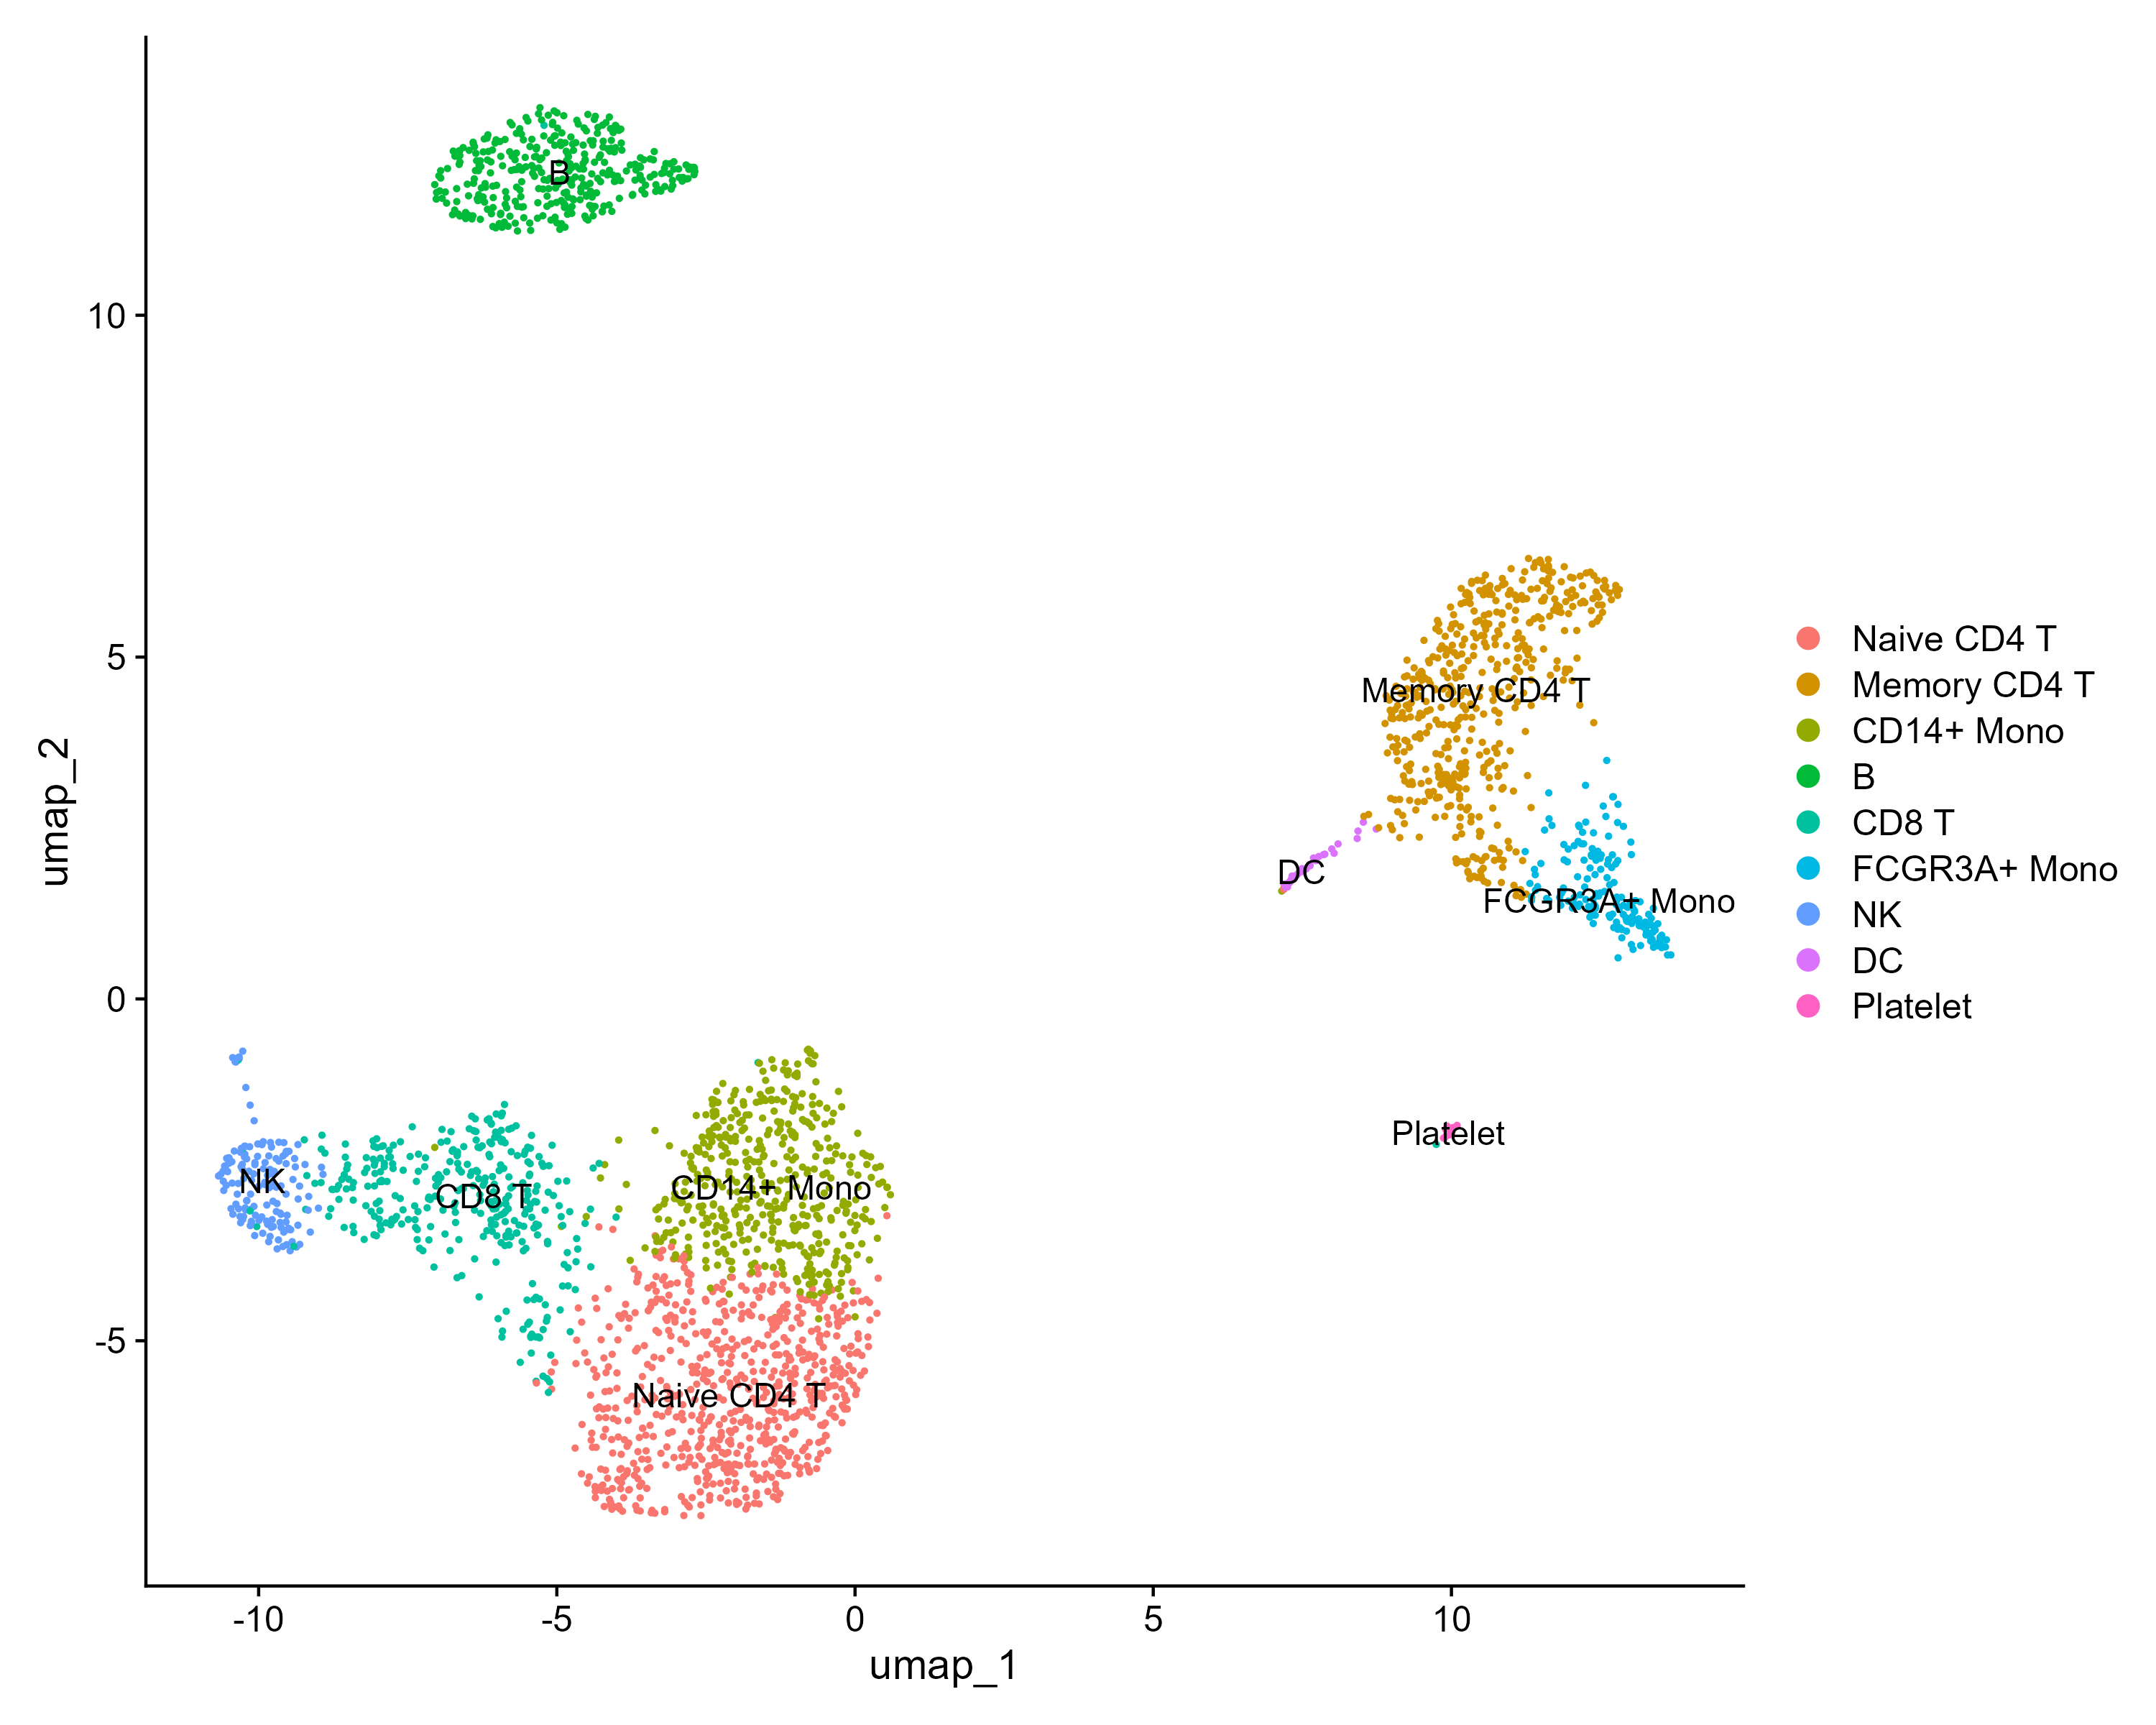 B
10
5
Memory CD4 T
DC
FCGR3A+ Mono
0
Platelet
NK
CD8 T
CD14+ Mono
-5
Naive CD4 T
-10
-5
0
5
10
umap_1
umap_2
Naive CD4 T
Memory CD4 T
CD14+ Mono
B
CD8 T
FCGR3A+ Mono
NK
DC
Platelet